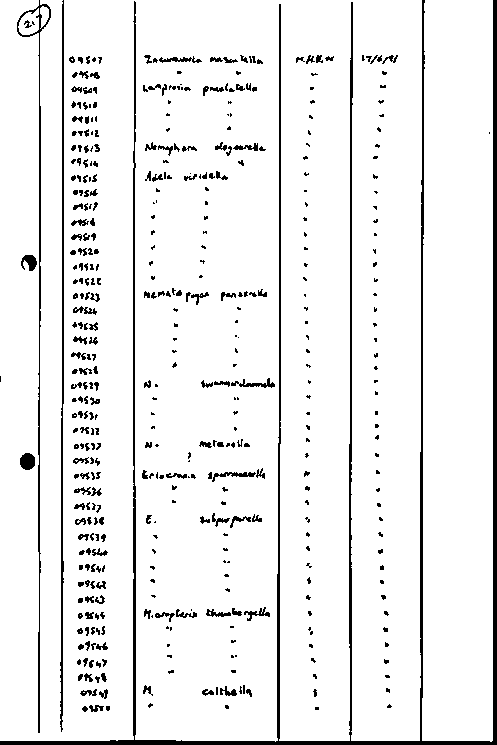 217
09507 Incurvaria masculella M.H.R.W 17/6/91
09508 " " " "
09509 Lampronia praelatella " "
09510 " " " "
09511 " " " "
09512 " " " "
09513 Nemophora degeerella " "
09514 " " " "
09515 Adela viridella " "
09516 " " " "
09517 " " " "
09518 " " " "
09519 " " " "
09520 " " " "
09521 " " " "
09522 " " " "
09523 Nematopogon panzerella " "
09524 " " " "
09525 " " " "
09526 " " " "
09527 " " " "
09528 " " " "
09529 N. swammerdamella " "
09530 " " " "
09531 " " " "
09532 " " " "
09533 N. metaxella " "
09534 ? " "
09535 Eriocrania sparrmannella " "
09536 " " " "
09537 " " " "
09538 E. subpurpurella " "
09539 " " " "
09540 " " " "
09541 " " " "
09542 " " " "
09543 " " " "
09544 Micropterix thunbergella " "
09545 " " " "
09546 " " " "
09547 " " " "
09548 " " " "
09549 M. calthella " "
09550 " " " "